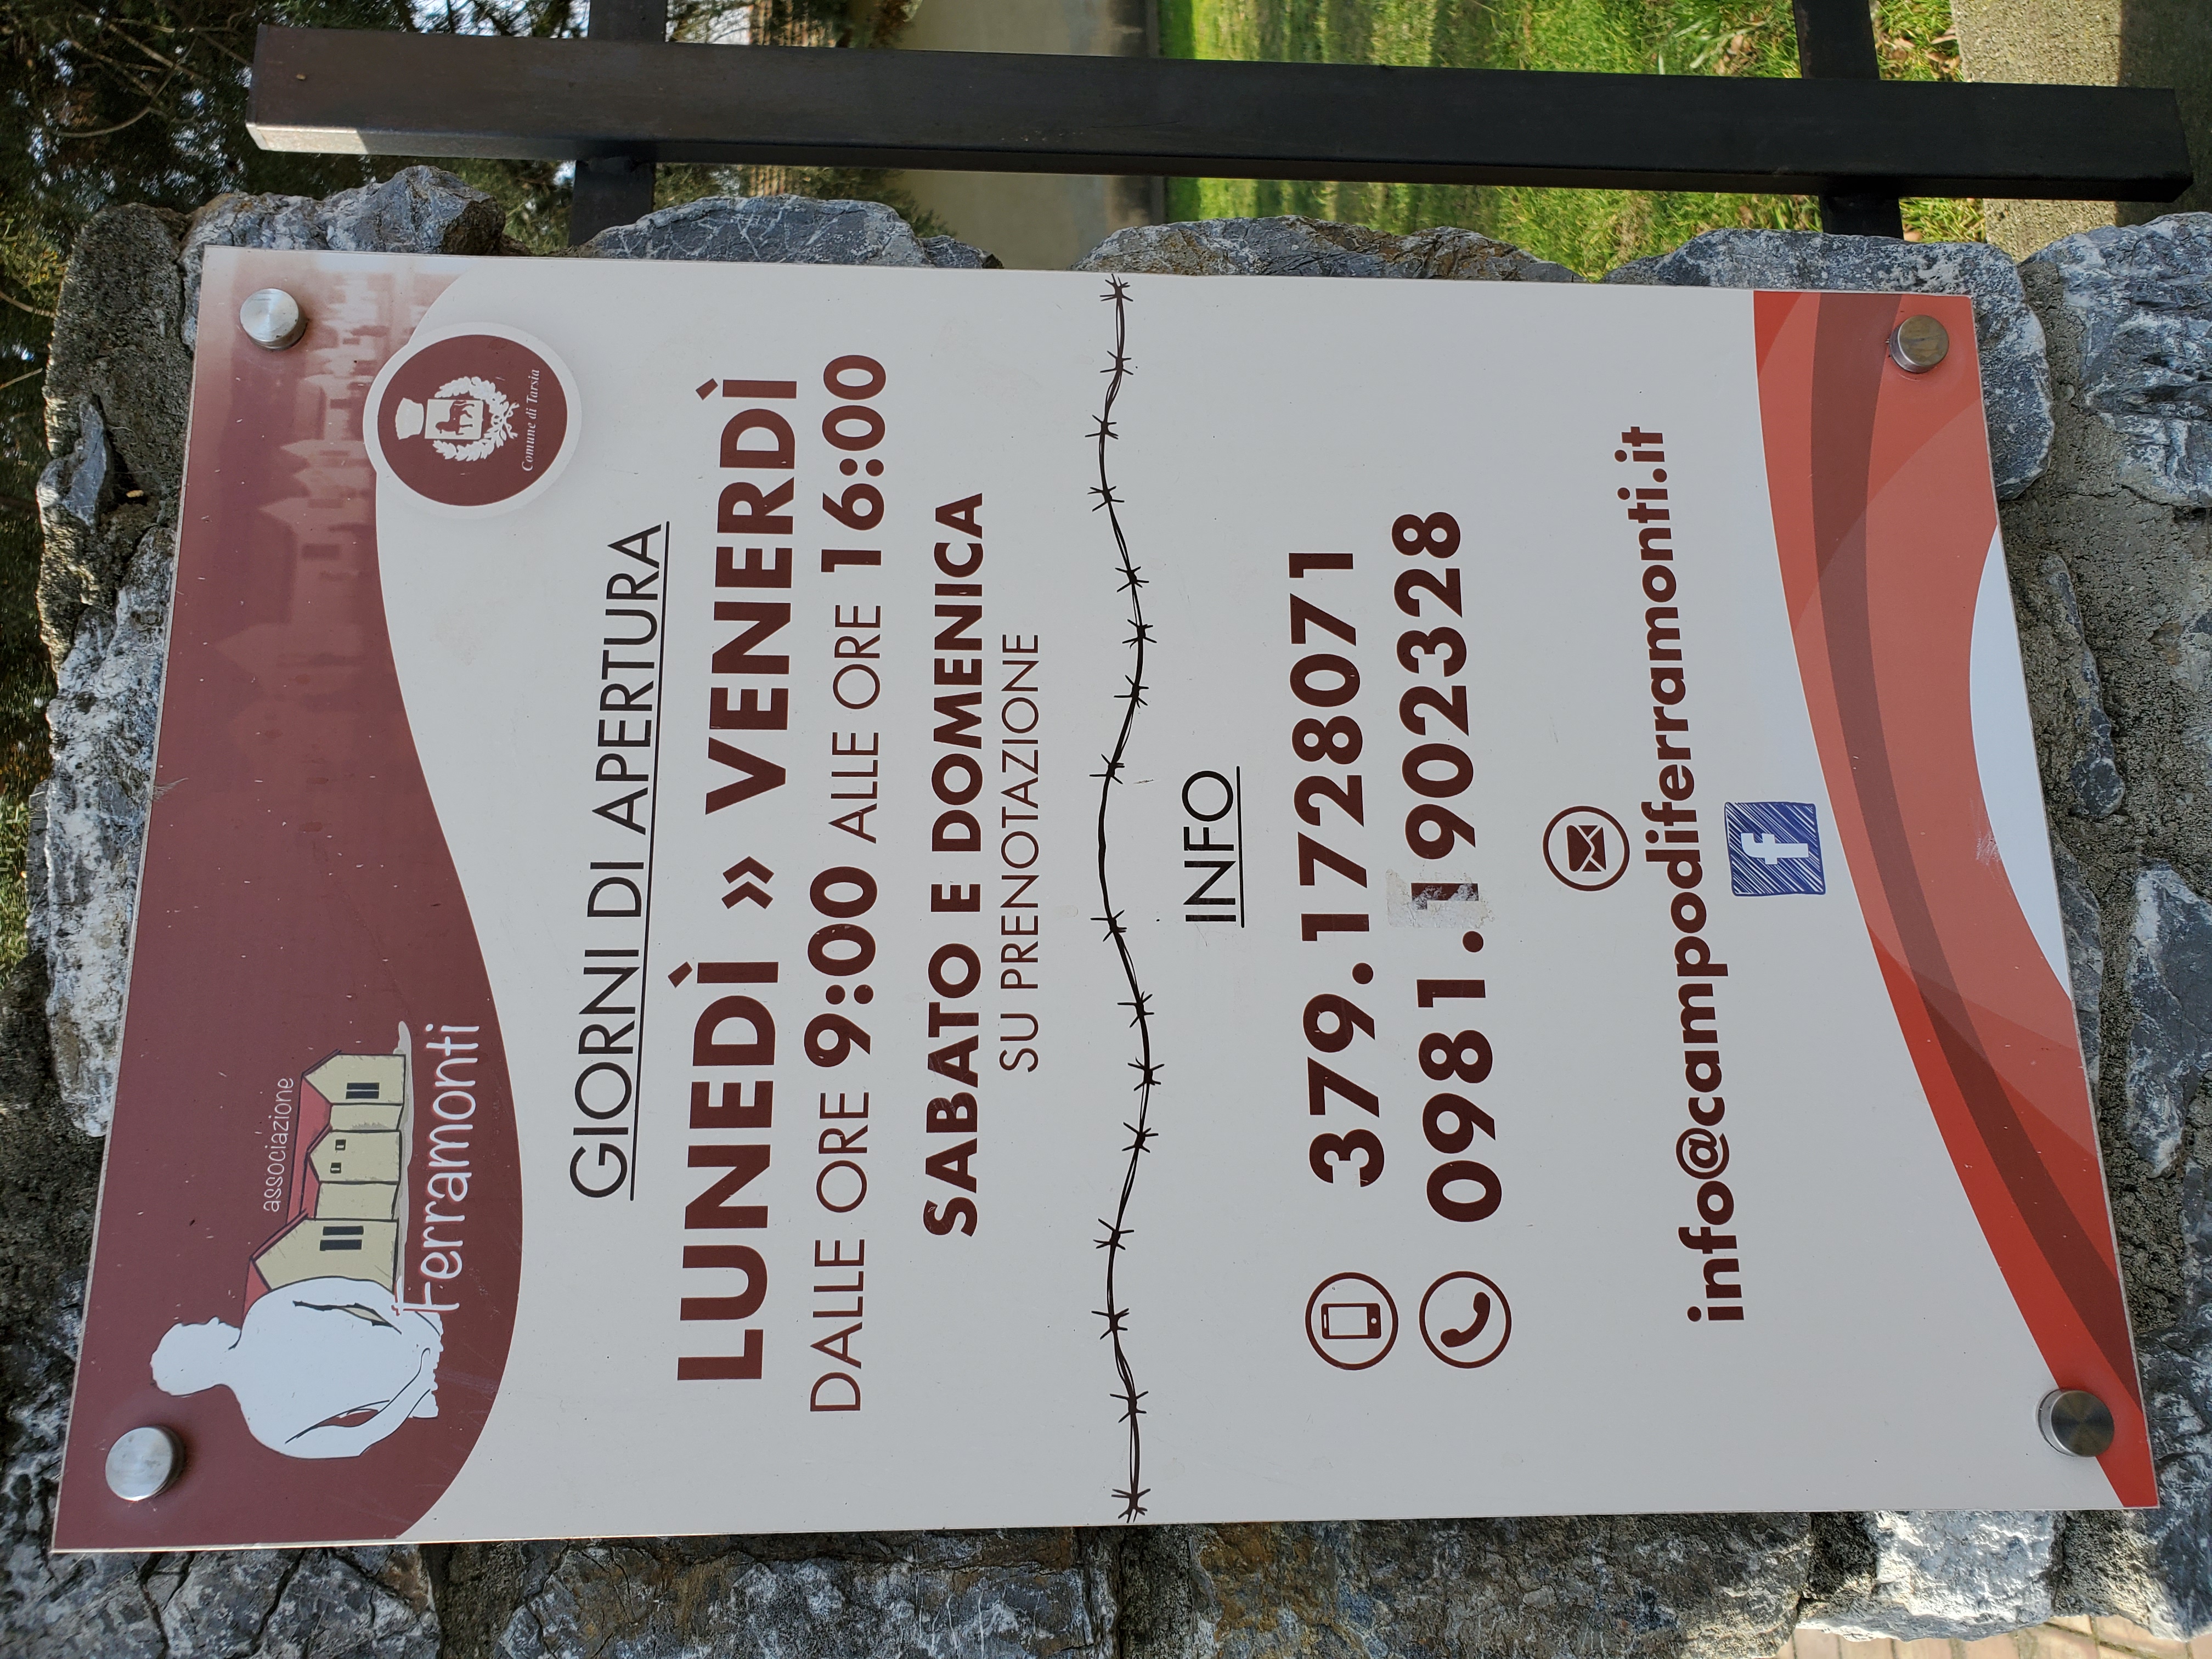 associazione
Ferramonti
Comune di Tarsia
GIORNI DI APERTURA
LUNEDÌ » VENERDÌ
DALLE ORE 9:00 ALLE ORE 16:00
SABATO E DOMENICA
SU PRENOTAZIONE
INFO
379.1728071
0981.1902328
info@campodiferramonti.it
f